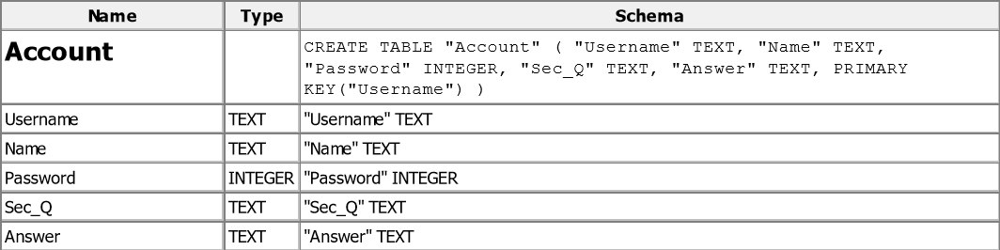 Name Type Schema
Account CREATE TABLE "Account" ( "Username" TEXT, "Name" TEXT,
"Password" INTEGER, "Sec_Q" TEXT, "Answer" TEXT, PRIMARY
KEY("Username") )
Username TEXT "Username" TEXT
Name TEXT "Name" TEXT
Password INTEGER "Password" INTEGER
Sec_Q TEXT "Sec_Q" TEXT
Answer TEXT "Answer" TEXT